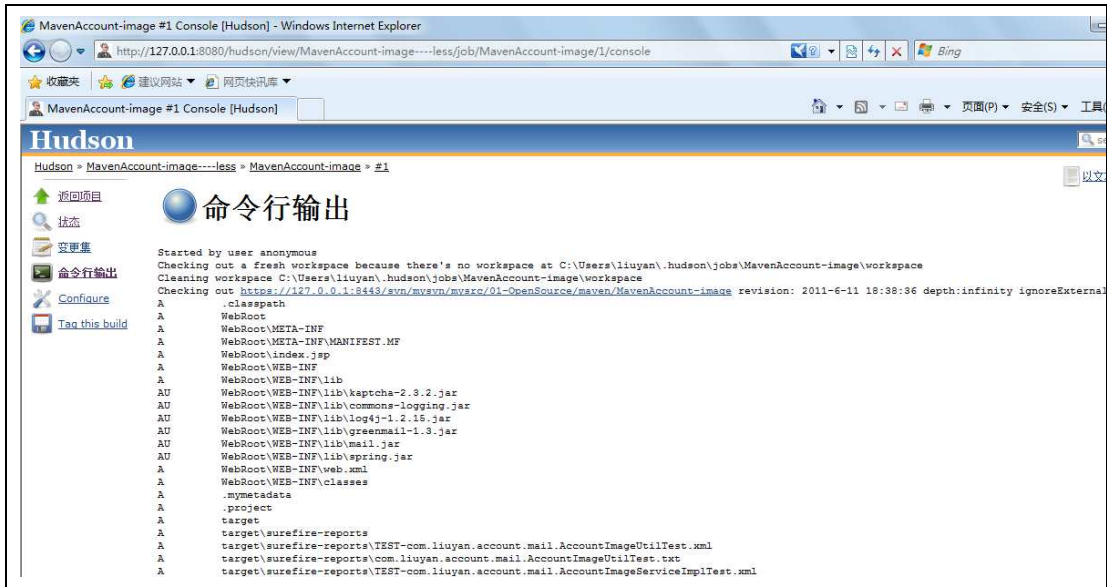 MavenAccount-image #1 Console [Hudson] - Windows Internet Explorer
http://127.0.0.1:8080/hudson/view/MavenAccount-image----less/job/MavenAccount-image/1/console
Bing
收藏夹 建议网站 网页快讯库
MavenAccount-image #1 Console [Hudson]
页面(P) 安全(S) 工具(
Hudson
Hudson » MavenAccount-image----less » MavenAccount-image » #1
以文
返回项目
状态
变更集
命令行输出
Configure
Tag this build
命令行输出
Started by user anonymous
Checking out a fresh workspace because there's no workspace at C:\Users\liuyan\.hudson\jobs\MavenAccount-image\workspace
Cleaning workspace C:\Users\liuyan\.hudson\jobs\MavenAccount-image\workspace
Checking out https://127.0.0.1:8443/svn/mysvn/mysrc/01-OpenSource/maven/MavenAccount-image revision: 2011-6-11 18:38:36 depth:infinity ignoreExternal
A .classpath
A WebRoot
A WebRoot\META-INF
A WebRoot\META-INF\MANIFEST.MF
A WebRoot\index.jsp
A WebRoot\WEB-INF
A WebRoot\WEB-INF\lib
AU WebRoot\WEB-INF\lib\kaptcha-2.3.2.jar
AU WebRoot\WEB-INF\lib\commons-logging.jar
AU WebRoot\WEB-INF\lib\log4j-1.2.15.jar
AU WebRoot\WEB-INF\lib\greenmail-1.3.jar
AU WebRoot\WEB-INF\lib\mail.jar
AU WebRoot\WEB-INF\lib\spring.jar
A WebRoot\WEB-INF\web.xml
A WebRoot\WEB-INF\classes
A .mymetadata
A .project
A target
A target\surefire-reports
A target\surefire-reports\TEST-com.liuyan.account.mail.AccountImageUtilTest.xml
A target\surefire-reports\com.liuyan.account.mail.AccountImageUtilTest.txt
A target\surefire-reports\TEST-com.liuyan.account.mail.AccountImageServiceImplTest.xml